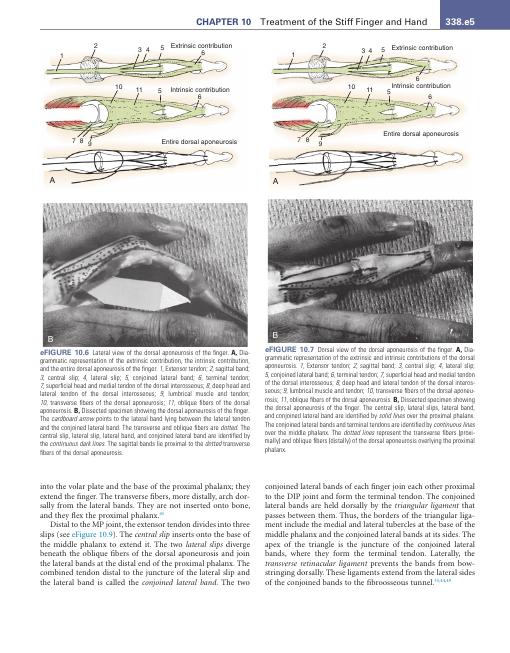 CHAPTER 10 Treatment of the Stiff Finger and Hand 338.e5
1 2 3 4 5 Extrinsic contribution 6
10 11 5 Intrinsic contribution 6
7 8 9
Entire dorsal aponeurosis
A
B
eFIGURE 10.6 Lateral view of the dorsal aponeurosis of the finger. A, Dia-
grammatic representation of the extrinsic contribution, the intrinsic contribution,
and the entire dorsal aponeurosis. 1, Extensor tendon; 2, sagittal band;
3, central slip; 4, lateral slip; 5, conjoined lateral band; 6, terminal tendon;
7, superficial head and medial tendon of the dorsal interosseous; 8, deep head and
lateral tendon of the dorsal interosseous; 9, lumbrical muscle and tendon;
10, transverse fibers of the dorsal aponeurosis; 11, oblique fibers of the dorsal
aponeurosis. B, Dissected specimen showing the dorsal aponeurosis of the finger.
The cardboard arrow points to the lateral band lying between the lateral tendon
and the conjoined lateral band. The transverse and oblique fibers are dotted. The
central slip, lateral slip, lateral band, and conjoined lateral band are identified by
the continuous dark lines. The sagittal bands lie proximal to the dotted transverse
fibers of the dorsal aponeurosis.
into the volar plate and the base of the proximal phalanx; they
extend the finger. The transverse fibers, more distally, arch dor-
sally from the lateral bands. They are not inserted onto bone,
and they flex the proximal phalanx.
Distal to the MP joint, the extensor tendon divides into three
slips (see eFigure 10.9). The central slip inserts onto the base of
the middle phalanx to extend it. The two lateral slips diverge
beneath the oblique fibers of the dorsal aponeurosis and join
the lateral bands at the distal end of the proximal phalanx. The
combined tendon distal to the juncture of the lateral slip and
the lateral band is called the conjoined lateral band. The two
1 2 3 4 5 Extrinsic contribution 6
10 11 5 Intrinsic contribution 6
7 8 9
Entire dorsal aponeurosis
A
B
eFIGURE 10.7 Dorsal view of the dorsal aponeurosis of the finger. A, Dia-
grammatic representation of the extrinsic and intrinsic contributions of the dorsal
aponeurosis. 1, Extensor tendon; 2, sagittal band; 3, central slip; 4, lateral slip;
5, conjoined lateral band; 6, terminal tendon; 7, superficial head and medial tendon
of the dorsal interosseous; 8, deep head and lateral tendon of the dorsal interos-
seous; 9, lumbrical muscle and tendon; 10, transverse fibers of the dorsal aponeu-
rosis; 11, oblique fibers of the dorsal aponeurosis. B, Dissected specimen showing
the dorsal aponeurosis of the finger. The central slip, lateral slips, lateral band,
and conjoined lateral band are identified by solid lines over the proximal phalanx.
The conjoined lateral bands and terminal tendons are identified by continuous lines
over the middle phalanx. The dotted lines represent the transverse fibers (proxi-
mally) and oblique fibers (distally) of the dorsal aponeurosis overlying the proximal
phalanx.
conjoined lateral bands of each finger join each other proximal
to the DIP joint and form the terminal tendon. The conjoined
lateral bands are held dorsally by the triangular ligament that
passes between them. Thus, the borders of the triangular liga-
ment include the medial and lateral tubercles at the base of the
middle phalanx and the conjoined lateral bands at its sides. The
apex of the triangle is the juncture of the conjoined lateral
bands, where they form the terminal tendon. Laterally, the
transverse retinacular ligament prevents the bands from bow-
stringing dorsally. These ligaments extend from the lateral sides
of the conjoined bands to the fibroosseous tunnel.